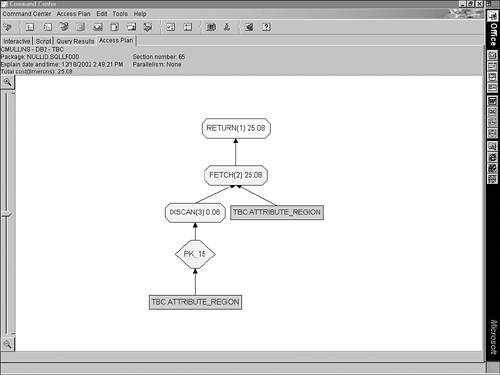 Command Center
Command Center Access Plan Edit Tools Help
Interactive Script Query Results Access Plan
CMULLNS - DB2 - TBC
Package: NULLID.SQLLF000 Section number: 65
Explain date and time: 12/18/2002 2:49:21 PM Parallelism: None
Total cost(timerons): 25.08
RETURN(1) 25.08
FETCH(2) 25.08
IXSCAN(3) 0.06 TBC.ATTRIBUTE_REGION
PK_15
TBC.ATTRIBUTE_REGION
Office
Microsoft